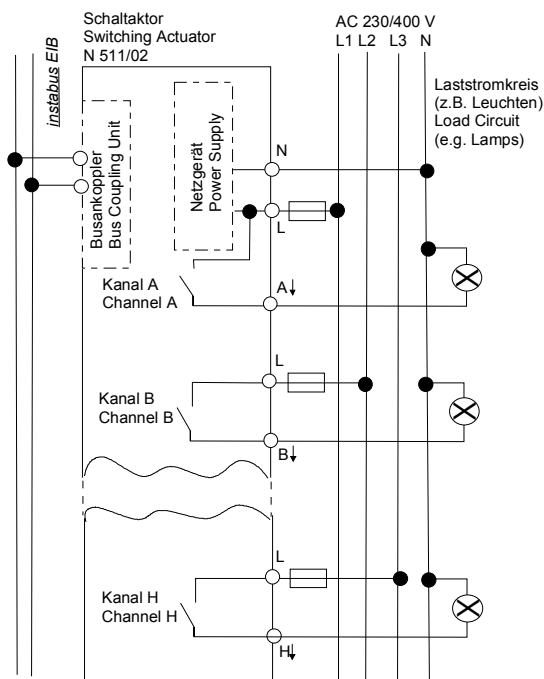 Schaltaktor
Switching Actuator
N 511/02
AC 230/400 V
L1 L2 L3 N
instabus EIB
Laststromkreis
(z.B. Leuchten)
Load Circuit
(e.g. Lamps)
Busankoppler
Bus Coupling Unit
Netzgerät
Power Supply
N
L
Kanal A
Channel A
A
L
Kanal B
Channel B
B
L
Kanal H
Channel H
H